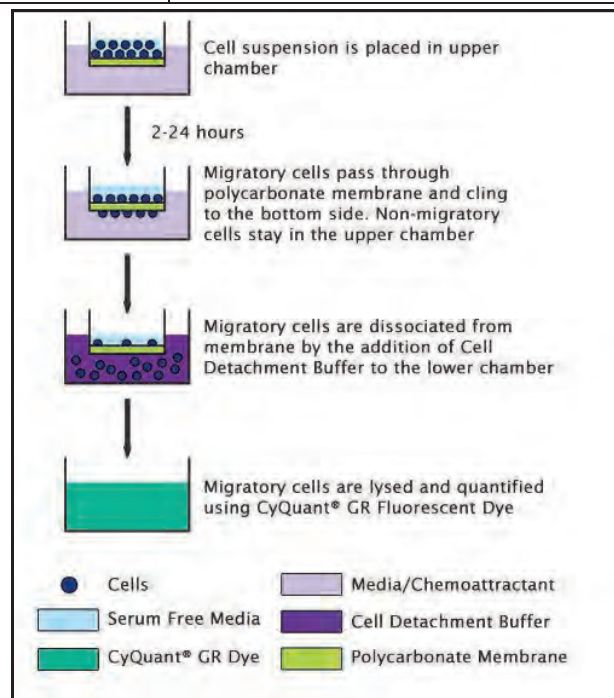 Cell suspension is placed in upper
chamber
2-24 hours
Migratory cells pass through
polycarbonate membrane and cling
to the bottom side. Non-migratory
cells stay in the upper chamber
Migratory cells are dissociated from
membrane by the addition of Cell
Detachment Buffer to the lower chamber
Migratory cells are lysed and quantified
using CyQuant® GR Fluorescent Dye
Cells
Media/Chemoattractant
Serum Free Media
Cell Detachment Buffer
CyQuant® GR Dye
Polycarbonate Membrane